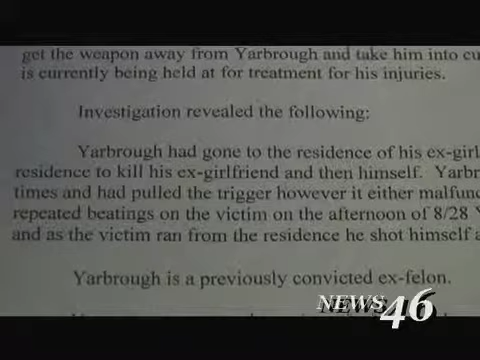 get the weapon away from Yarbrough and take him into cu
is currently being held at for treatment for his injuries.
Investigation revealed the following:
Yarbrough had gone to the residence of his ex-girl
residence to kill his ex-girlfriend and then himself. Yarbr
times and had pulled the trigger however it either malfunc
repeated beatings on the victim on the afternoon of 8/28 Y
and as the victim ran from the residence he shot himself a
Yarbrough is a previously convicted ex-felon.
NEWS 46